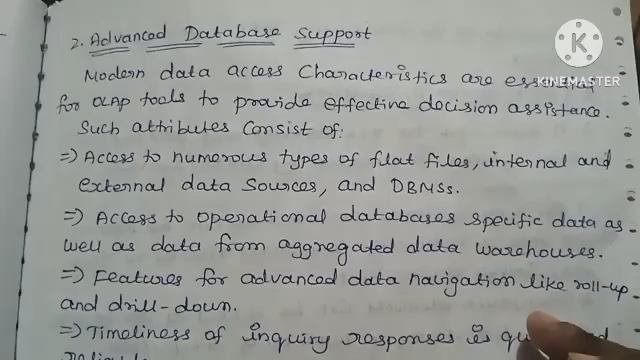 2. Advanced Database Support
Modern data access characteristics are
for OLAP tools to provide effective decision assistance.
Such attributes consist of:
⇒ Access to numerous types of flat files, internal and
external data sources, and DBMSs.
⇒ Access to operational databases specific data as
well as data from aggregated data warehouses.
⇒ Features for advanced data navigation like roll-up
and drill-down.
⇒ Timeliness of inquiry responses is
K
KINEMASTER